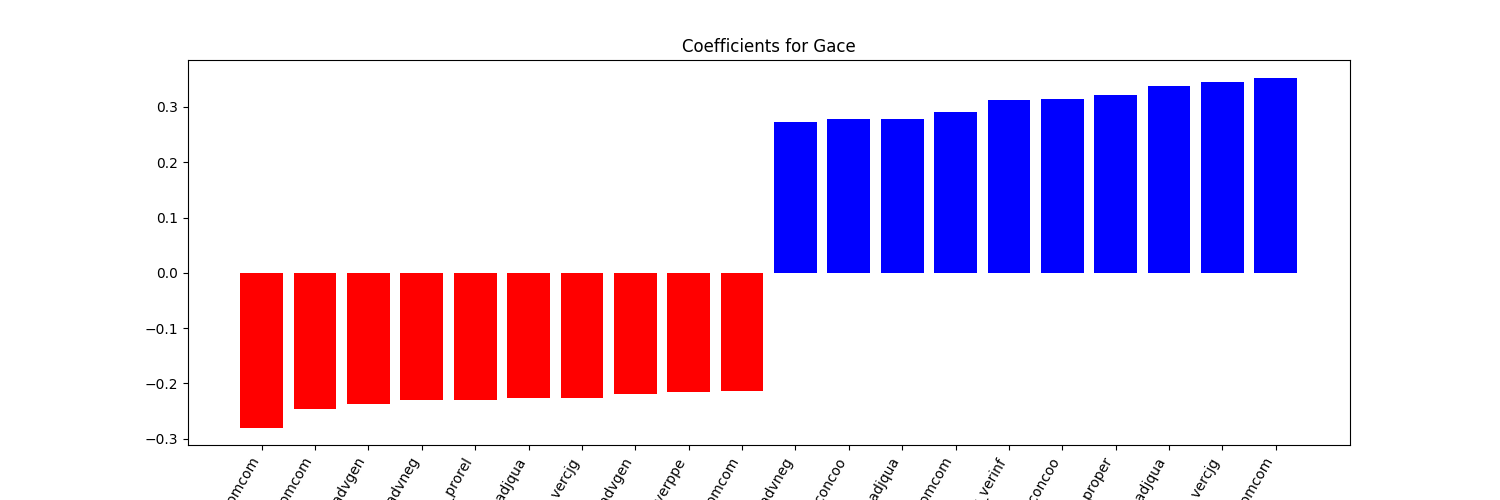 Coefficients for Gace
0.3
0.2
0.1
0.0
−0.1
−0.2
−0.3
omcom
omcom
advgen
advneg
prorel
adjqua
vercjg
advgen
verppe
omcom
advneg
concoo
adjqua
omcom
verinf
concoo
proper
adjqua
vercjg
omcom